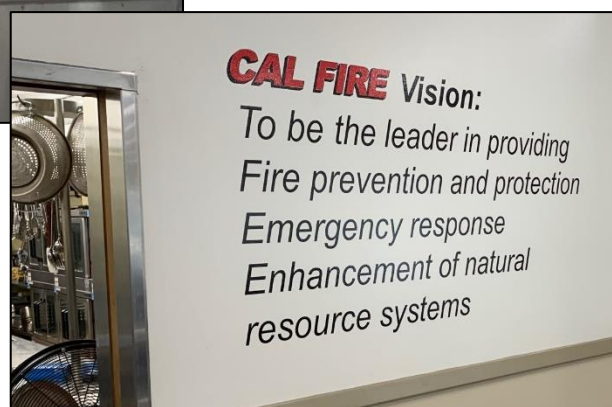 CAL FIRE Vision:
To be the leader in providing
Fire prevention and protection
Emergency response
Enhancement of natural
resource systems